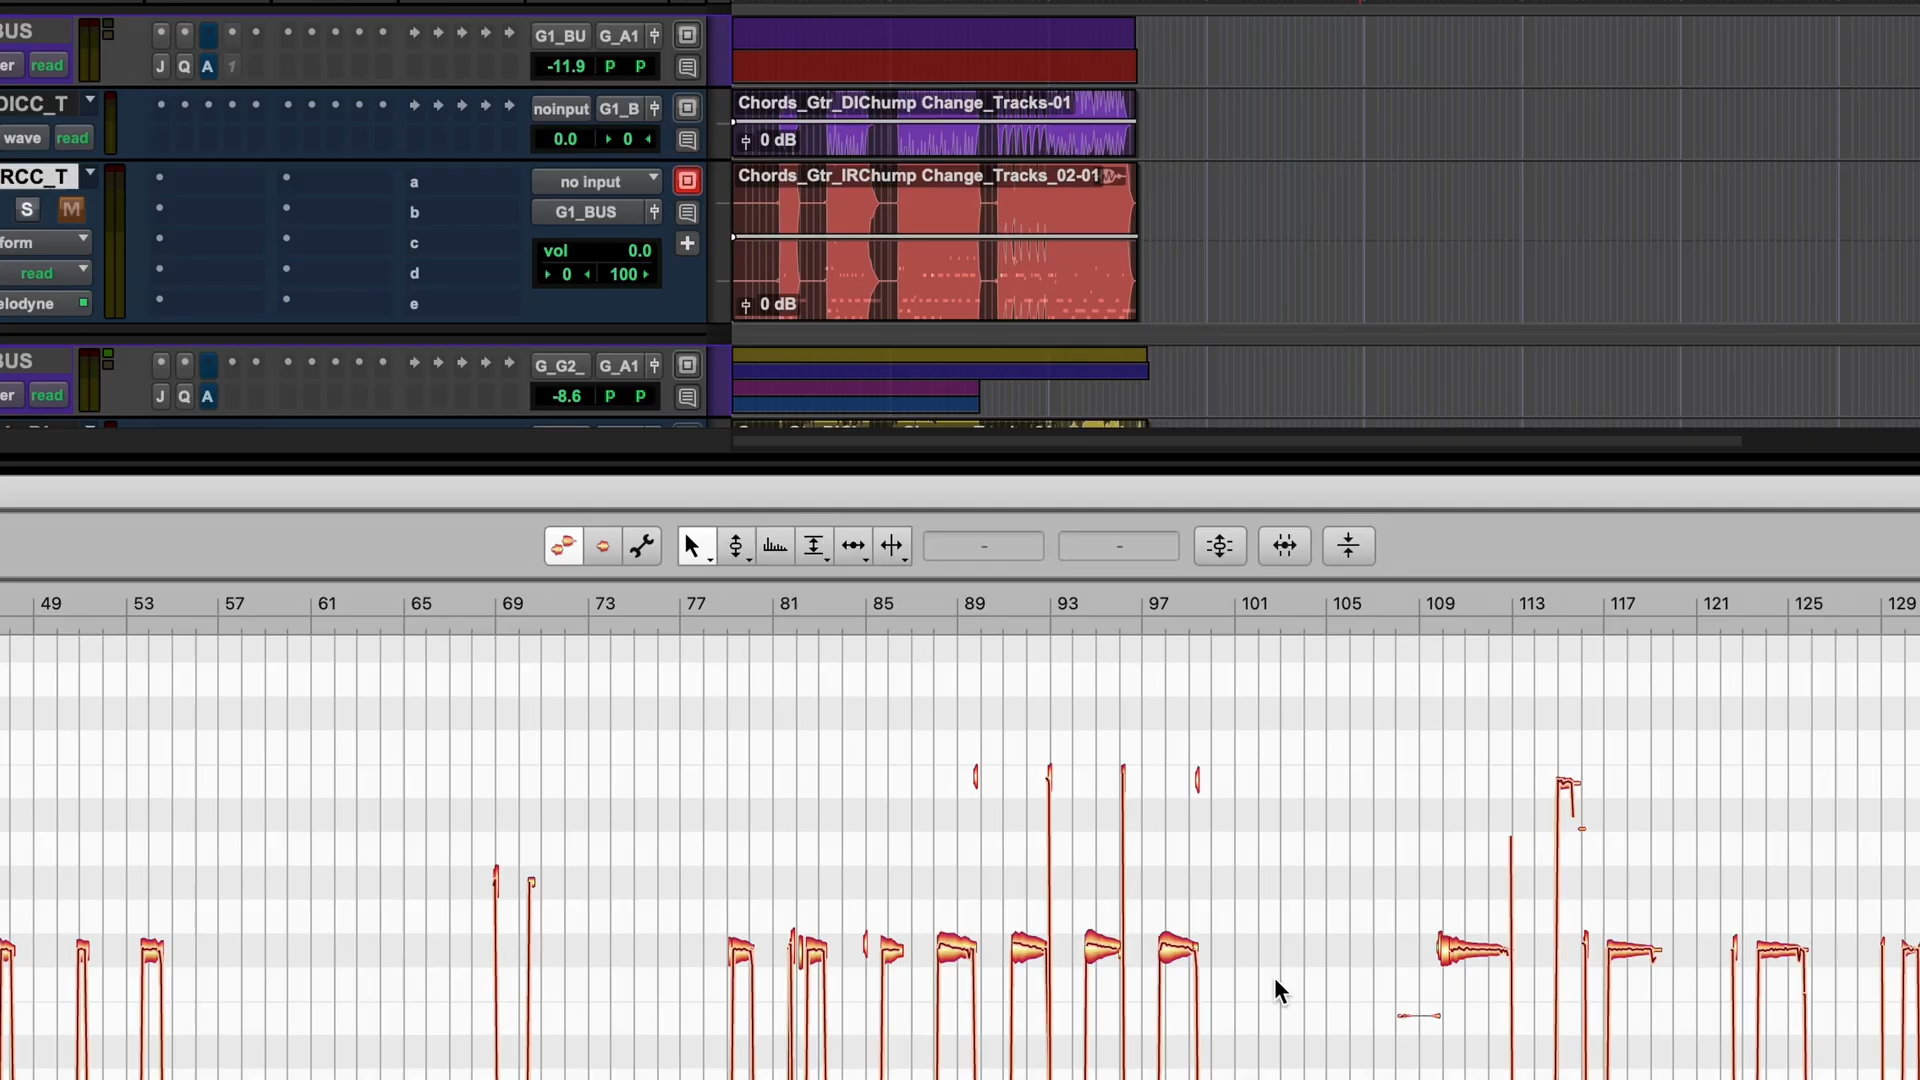 BUS
G1_BU G_A1
er read
J Q A 1
-11.9 P P
DICC_T
noinput G1_B
wave read
0.0 0
Chords_Gtr_DIChump Change_Tracks-01
0 dB
RCC_T
a
no input
S M
b
G1_BUS
form
c
vol 0.0
read
d
0 100
elodyne
e
Chords_Gtr_IRChump Change_Tracks_02-01
0 dB
BUS
G_G2_ G_A1
er read
J Q A
-8.6 P P
- -
49 53 57 61 65 69 73 77 81 85 89 93 97 101 105 109 113 117 121 125 129